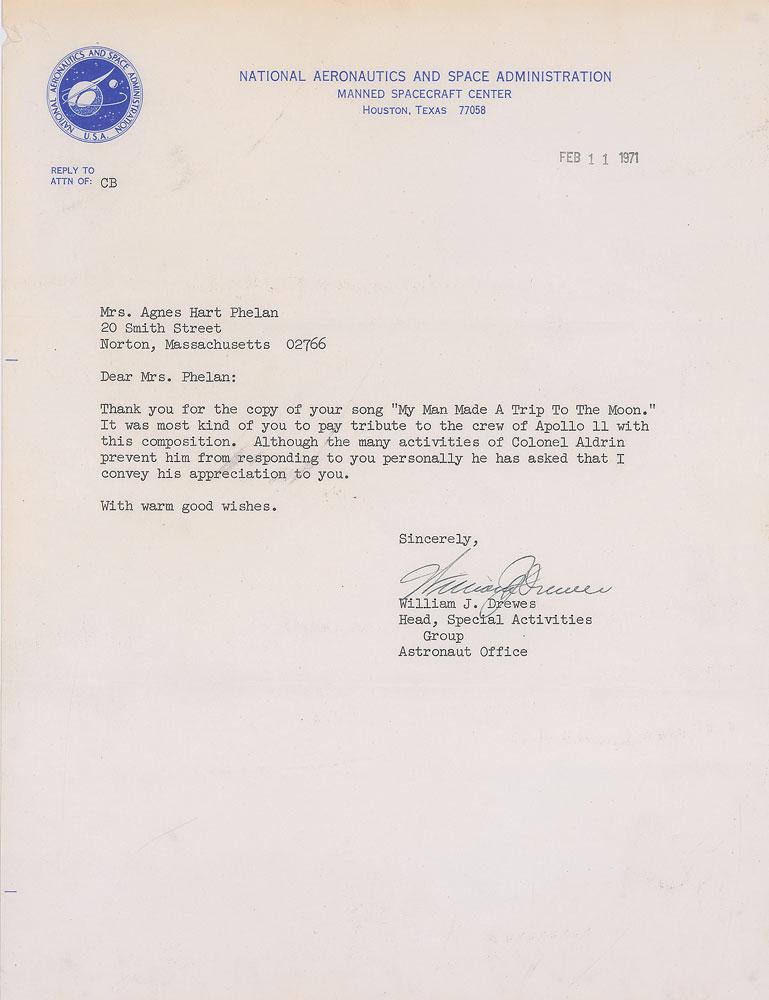 NATIONAL AERONAUTICS AND SPACE ADMINISTRATION
U.S.A.
NATIONAL AERONAUTICS AND SPACE ADMINISTRATION
MANNED SPACECRAFT CENTER
HOUSTON, TEXAS 77058
FEB 11 1971
REPLY TO
ATTN OF: CB
Mrs. Agnes Hart Phelan
20 Smith Street
Norton, Massachusetts 02766
Dear Mrs. Phelan:
Thank you for the copy of your song "My Man Made A Trip To The Moon."
It was most kind of you to pay tribute to the crew of Apollo 11 with
this composition. Although the many activities of Colonel Aldrin
prevent him from responding to you personally he has asked that I
convey his appreciation to you.
With warm good wishes.
Sincerely,
William J Drewes
William J. Drewes
Head, Special Activities
Group
Astronaut Office